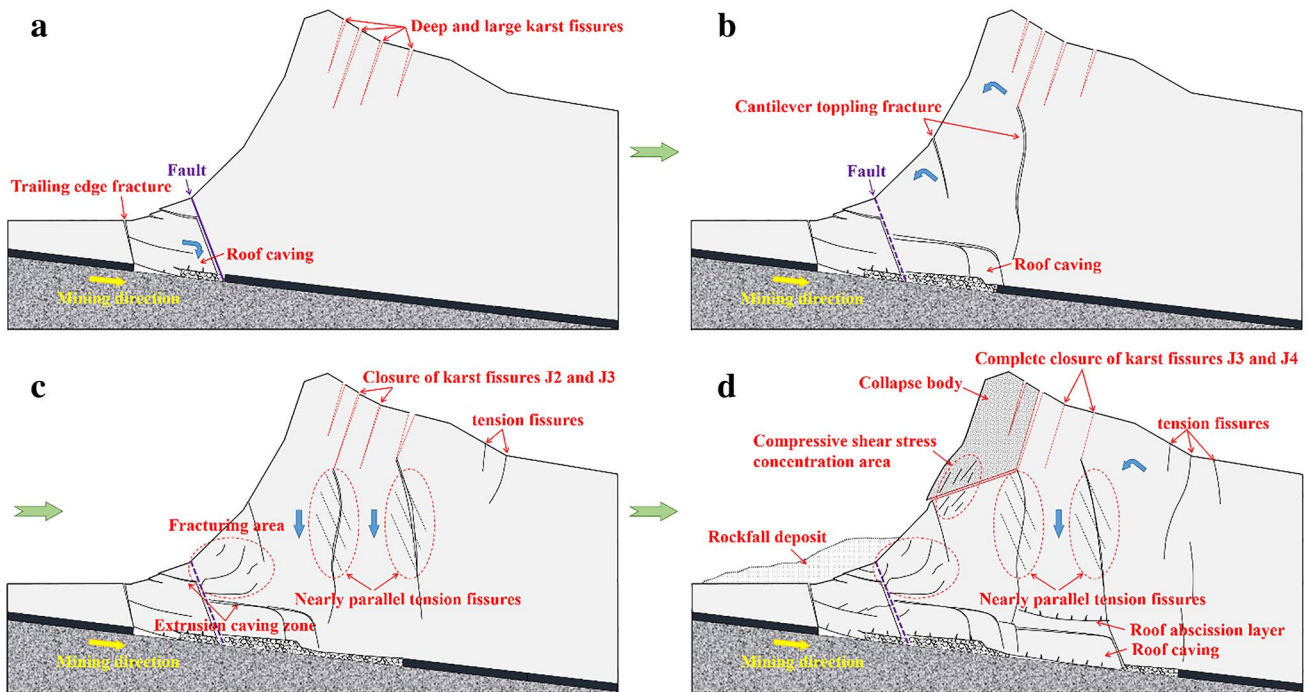 a
Deep and large karst fissures
Fault
Trailing edge fracture
Roof caving
Mining direction
b
Cantilever toppling fracture
Fault
Roof caving
Mining direction
c
Closure of karst fissures J2 and J3
tension fissures
Fracturing area
Nearly parallel tension fissures
Extrusion caving zone
Mining direction
d
Complete closure of karst fissures J3 and J4
Collapse body
tension fissures
Compressive shear stress
concentration area
Rockfall deposit
Nearly parallel tension fissures
Roof abscission layer
Roof caving
Mining direction